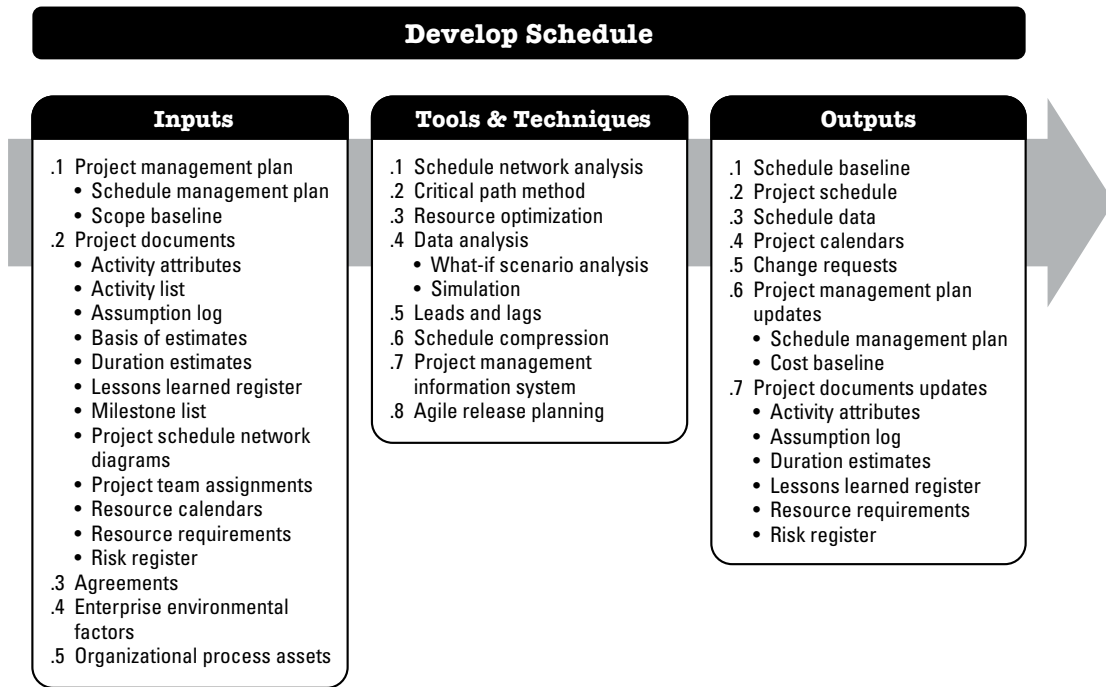 Develop Schedule
Inputs
.1 Project management plan
• Schedule management plan
• Scope baseline
.2 Project documents
• Activity attributes
• Activity list
• Assumption log
• Basis of estimates
• Duration estimates
• Lessons learned register
• Milestone list
• Project schedule network
diagrams
• Project team assignments
• Resource calendars
• Resource requirements
• Risk register
.3 Agreements
.4 Enterprise environmental
factors
.5 Organizational process assets
Tools & Techniques
.1 Schedule network analysis
.2 Critical path method
.3 Resource optimization
.4 Data analysis
• What-if scenario analysis
• Simulation
.5 Leads and lags
.6 Schedule compression
.7 Project management
information system
.8 Agile release planning
Outputs
.1 Schedule baseline
.2 Project schedule
.3 Schedule data
.4 Project calendars
.5 Change requests
.6 Project management plan
updates
• Schedule management plan
• Cost baseline
.7 Project documents updates
• Activity attributes
• Assumption log
• Duration estimates
• Lessons learned register
• Resource requirements
• Risk register